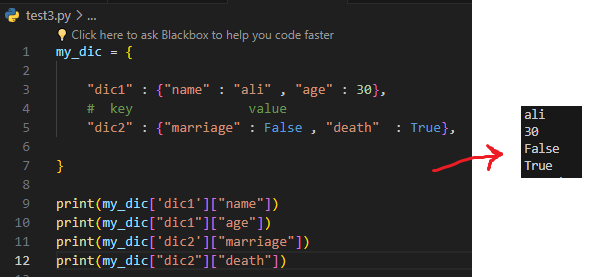 test3.py > ...
Click here to ask Blackbox to help you code faster
1 my_dic = {
2
3 "dic1" : {"name" : "ali" , "age" : 30},
4 # key value
5 "dic2" : {"marriage" : False , "death" : True},
6
7 }
8
9 print(my_dic['dic1']["name"])
10 print(my_dic["dic1"]["age"])
11 print(my_dic['dic2']["marriage"])
12 print(my_dic["dic2"]["death"])
ali
30
False
True